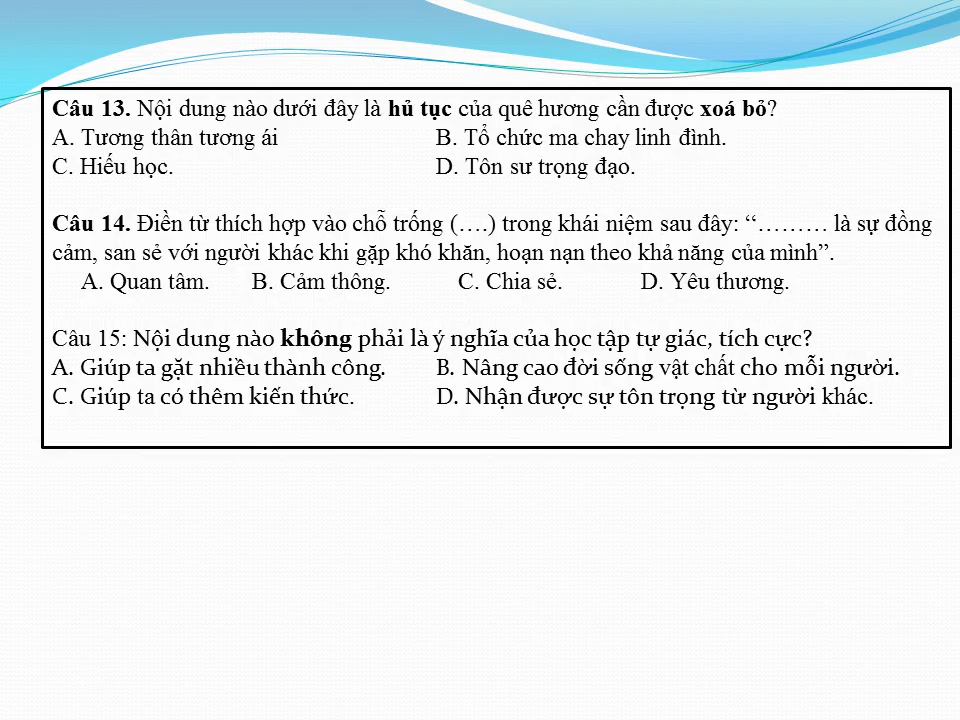 Câu 13. Nội dung nào dưới đây là hủ tục của quê hương cần được xoá bỏ?
A. Tương thân tương ái B. Tổ chức ma chay linh đình.
C. Hiếu học. D. Tôn sư trọng đạo.
Câu 14. Điền từ thích hợp vào chỗ trống (….) trong khái niệm sau đây: “……… là sự đồng
cảm, san sẻ với người khác khi gặp khó khăn, hoạn nạn theo khả năng của mình”.
A. Quan tâm. B. Cảm thông. C. Chia sẻ. D. Yêu thương.
Câu 15: Nội dung nào không phải là ý nghĩa của học tập tự giác, tích cực?
A. Giúp ta gặt nhiều thành công. B. Nâng cao đời sống vật chất cho mỗi người.
C. Giúp ta có thêm kiến thức. D. Nhận được sự tôn trọng từ người khác.